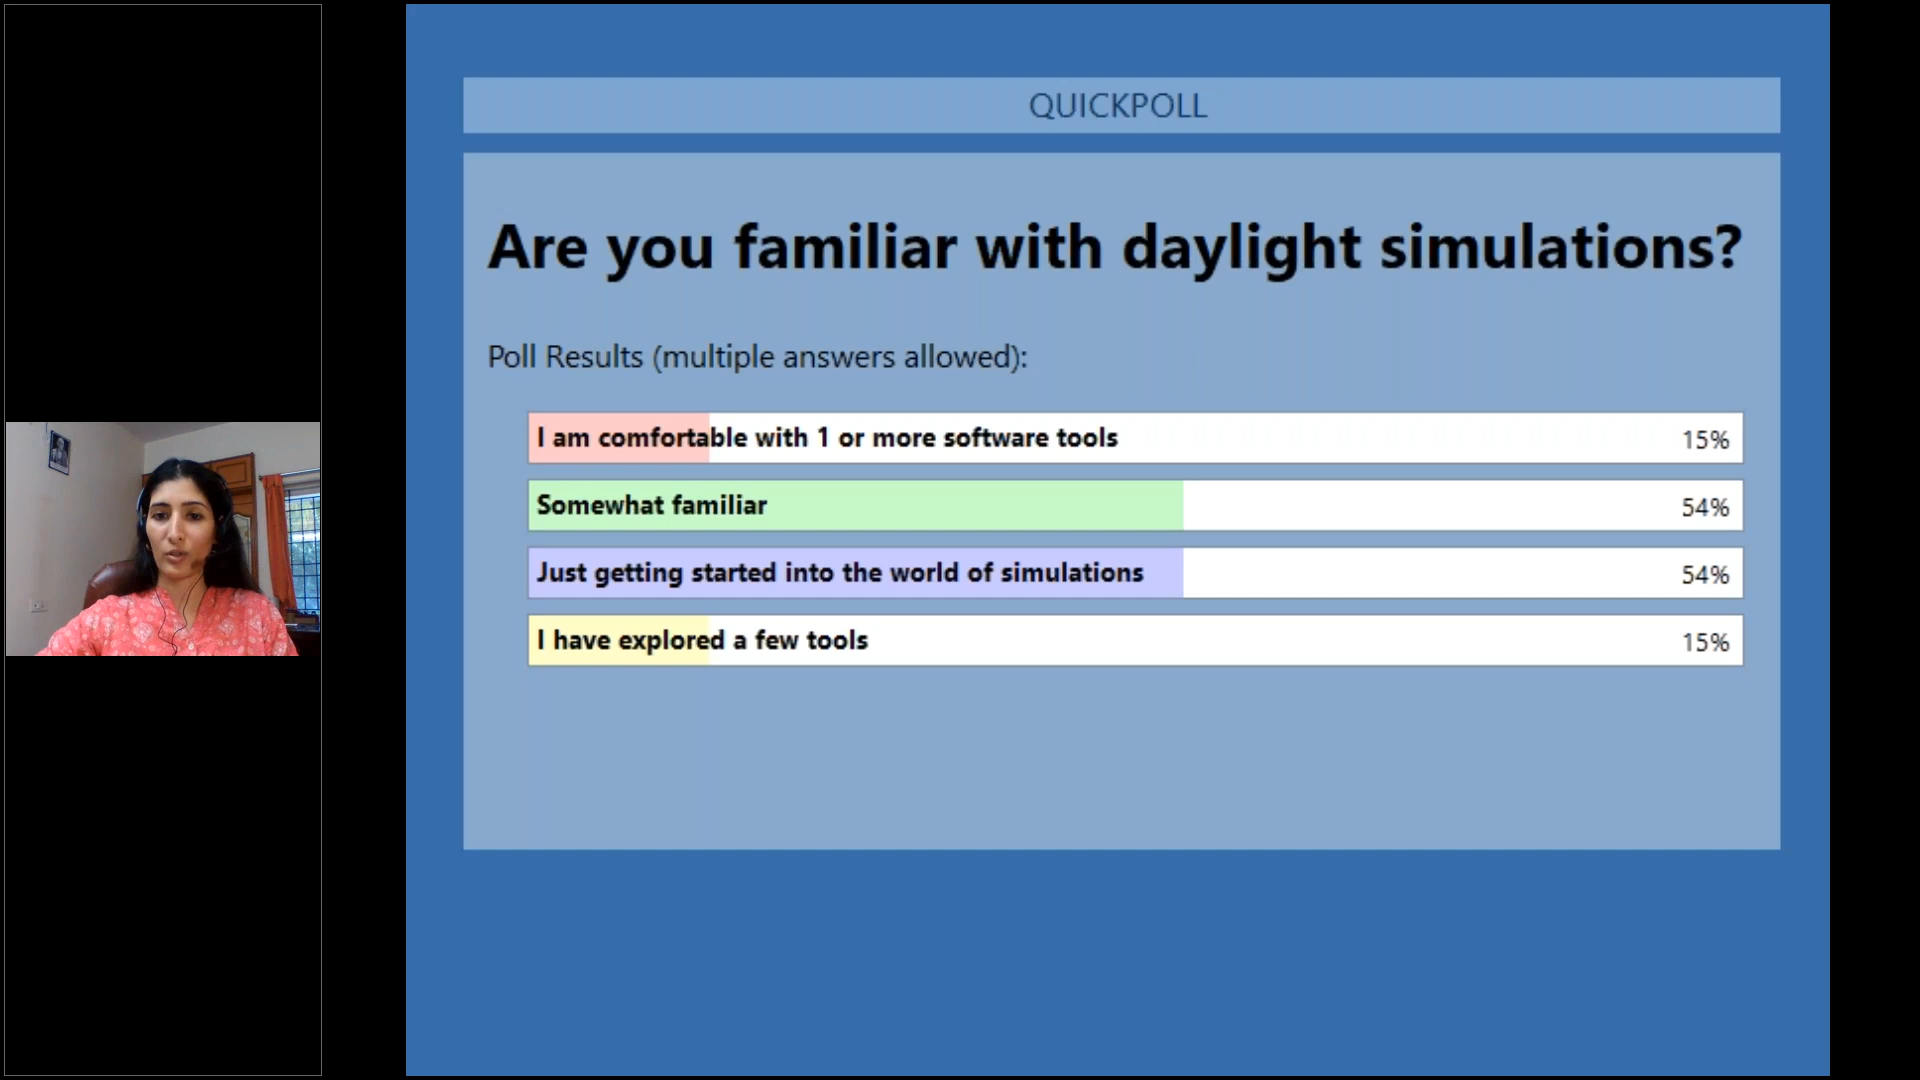 QUICKPOLL
Are you familiar with daylight simulations?
Poll Results (multiple answers allowed):
I am comfortable with 1 or more software tools 15%
Somewhat familiar 54%
Just getting started into the world of simulations 54%
I have explored a few tools 15%